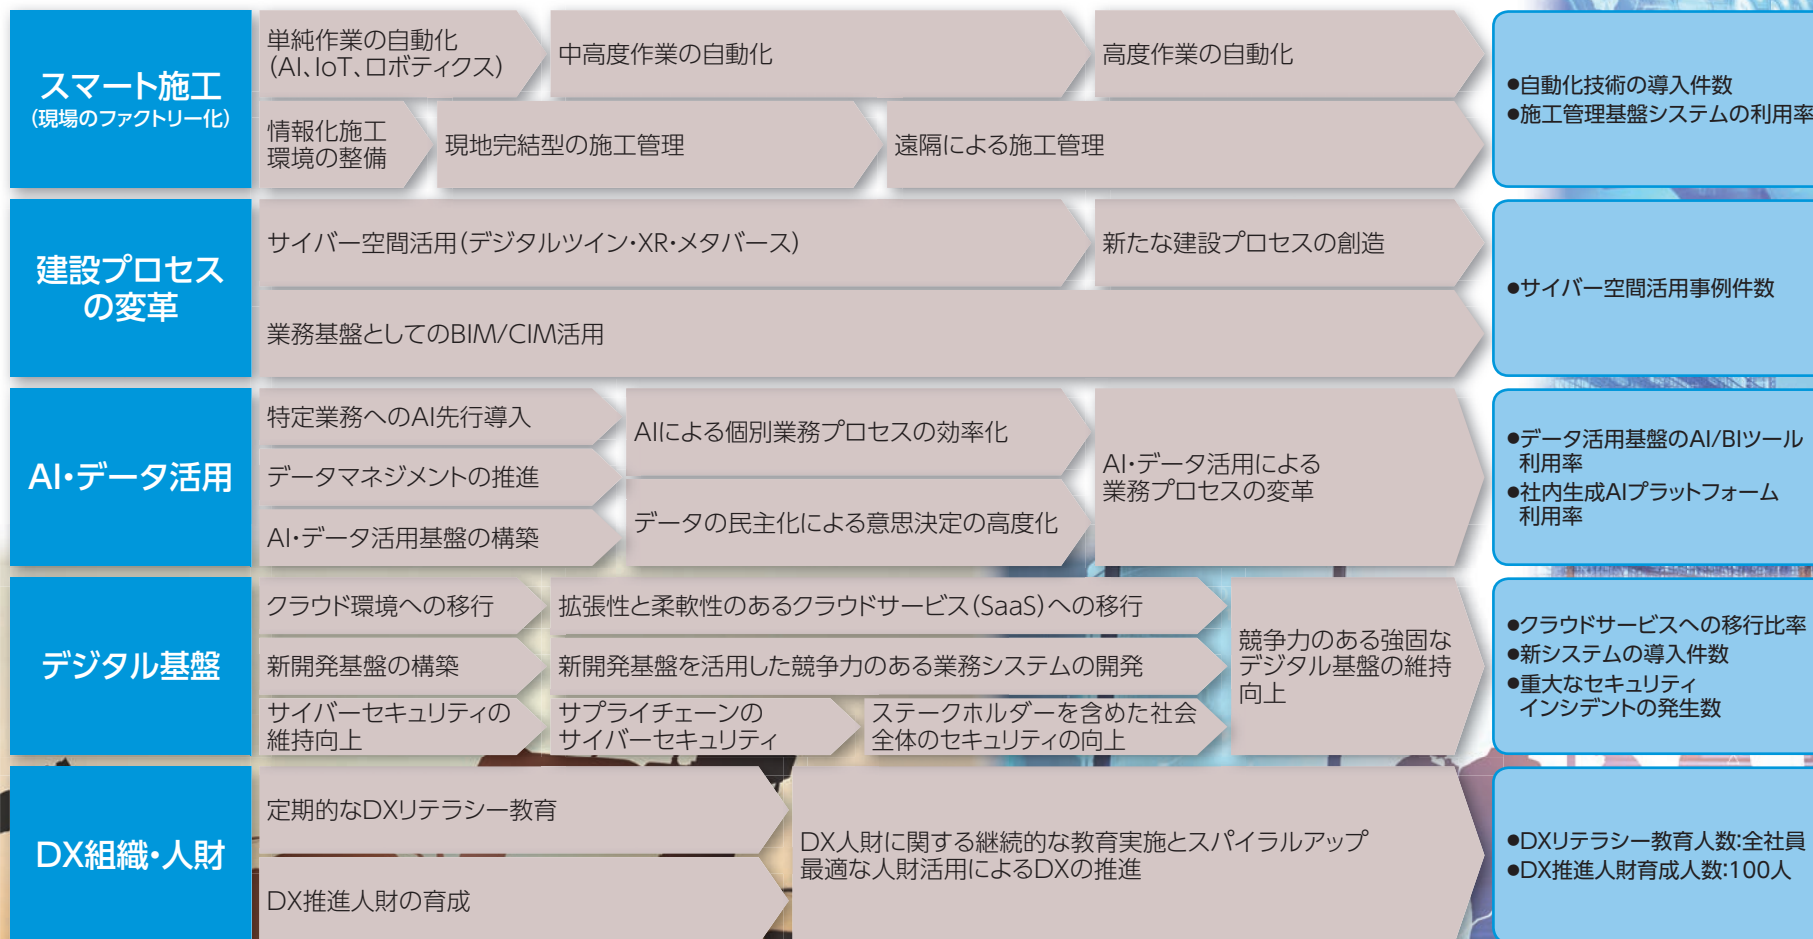 スマート施工
(現場のファクトリー化)
単純作業の自動化
(AI、IoT、ロボティクス)
中高度作業の自動化
高度作業の自動化
情報化施工
環境の整備
現地完結型の施工管理
遠隔による施工管理
●自動化技術の導入件数
●施工管理基盤システムの利用率
建設プロセス
の変革
サイバー空間活用(デジタルツイン・XR・メタバース)
新たな建設プロセスの創造
業務基盤としてのBIM/CIM活用
●サイバー空間活用事例件数
AI・データ活用
特定業務へのAI先行導入
データマネジメントの推進
AI・データ活用基盤の構築
AIによる個別業務プロセスの効率化
データの民主化による意思決定の高度化
AI・データ活用による
業務プロセスの変革
●データ活用基盤のAI/BIツール
利用率
●社内生成AIプラットフォーム
利用率
デジタル基盤
クラウド環境への移行
拡張性と柔軟性のあるクラウドサービス(SaaS)への移行
新開発基盤の構築
新開発基盤を活用した競争力のある業務システムの開発
サイバーセキュリティの
維持向上
サプライチェーンの
サイバーセキュリティ
ステークホルダーを含めた社会
全体のセキュリティの向上
競争力のある強固な
デジタル基盤の維持
向上
●クラウドサービスへの移行比率
●新システムの導入件数
●重大なセキュリティ
インシデントの発生数
DX組織・人財
定期的なDXリテラシー教育
DX推進人財の育成
DX人財に関する継続的な教育実施とスパイラルアップ
最適な人財活用によるDXの推進
●DXリテラシー教育人数:全社員
●DX推進人財育成人数:100人